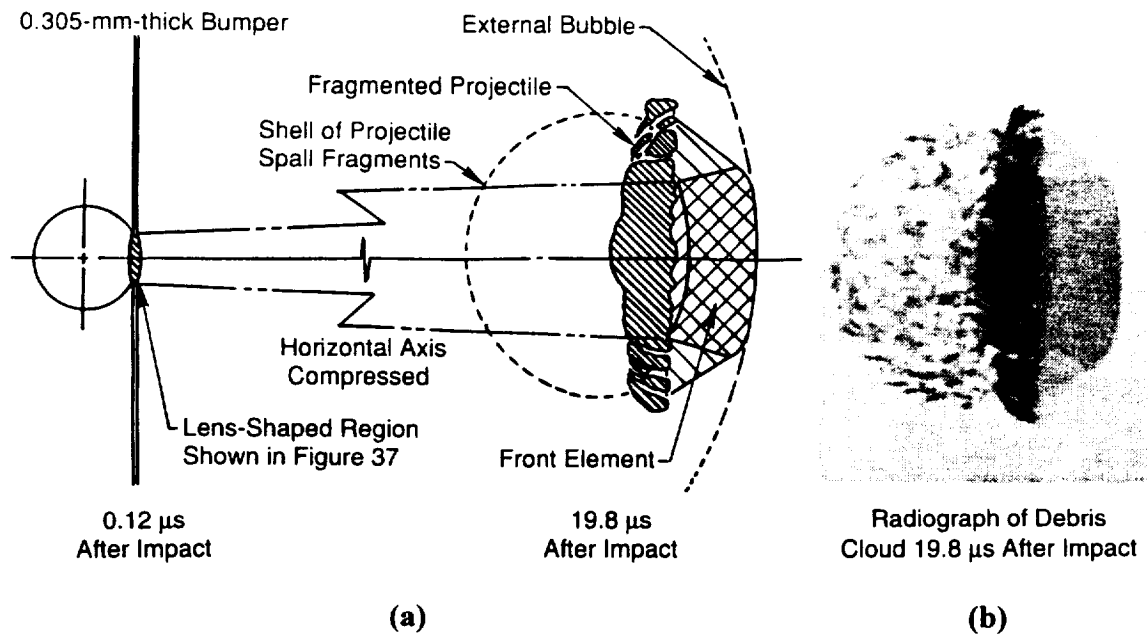 0.305-mm-thick Bumper
External Bubble
Fragmented Projectile
Shell of Projectile
Spall Fragments
Horizontal Axis
Compressed
Lens-Shaped Region
Shown in Figure 37
Front Element
0.12 µs
After Impact
19.8 µs
After Impact
Radiograph of Debris
Cloud 19.8 µs After Impact
(a)
(b)